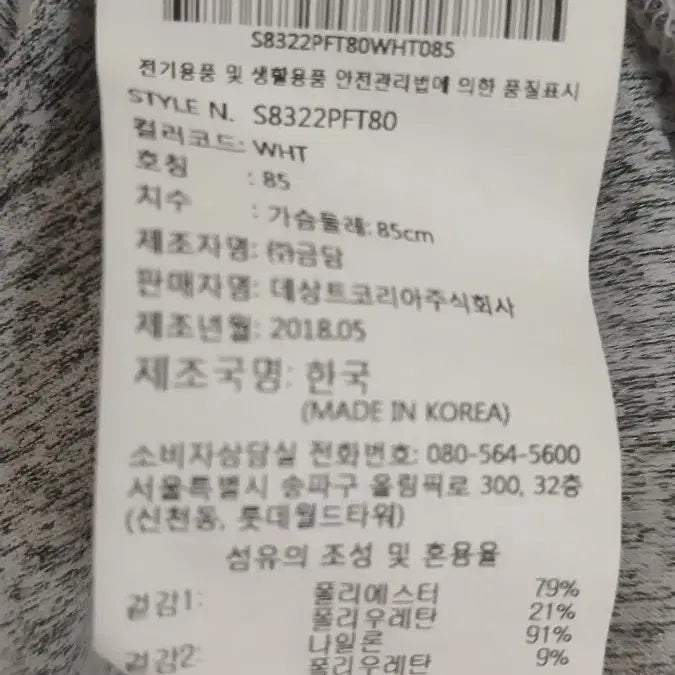 S8322PFT80WHT085
전기용품 및 생활용품 안전관리법에 의한 품질표시
STYLE N. S8322PFT80
컬러코드: WHT
호칭 : 85
치수 : 가슴둘레: 85cm
제조자명: ㈜금담
판매자명: 데상트코리아주식회사
제조년월: 2018.05
제조국명: 한국
(MADE IN KOREA)
소비자상담실 전화번호: 080-564-5600
서울특별시 송파구 올림픽로 300, 32층
(신천동, 롯데월드타워)
섬유의 조성 및 혼용율
겉감1: 폴리에스터 79%
폴리우레탄 21%
겉감2: 나일론 91%
폴리우레탄 9%